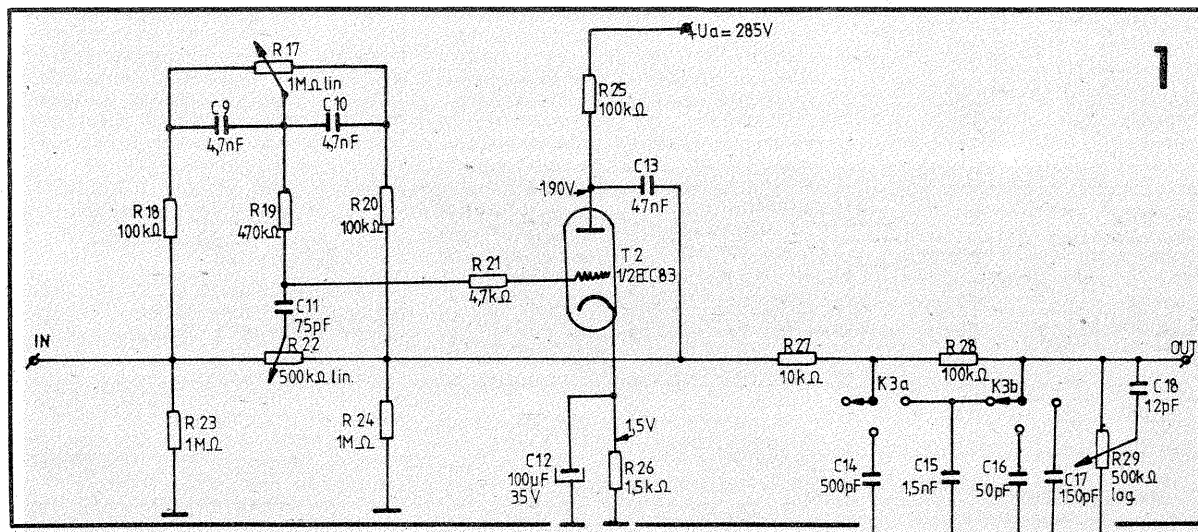 +Ua = 285V
1
R17
1MΩ lin
C9
4,7nF
C10
4,7nF
R25
100kΩ
C13
47nF
190V
R18
100kΩ
R19
470kΩ
R20
100kΩ
T2
1/2ECC83
R21
4,7kΩ
C11
75pF
IN
R22
500kΩ lin.
R27
10kΩ
R28
100kΩ
OUT
K3a
K3b
C18
12pF
R23
1MΩ
R24
1MΩ
1,5V
C12
100µF
35V
R26
1,5kΩ
C14
500pF
C15
1,5nF
C16
50pF
C17
150pF
R29
500kΩ
log